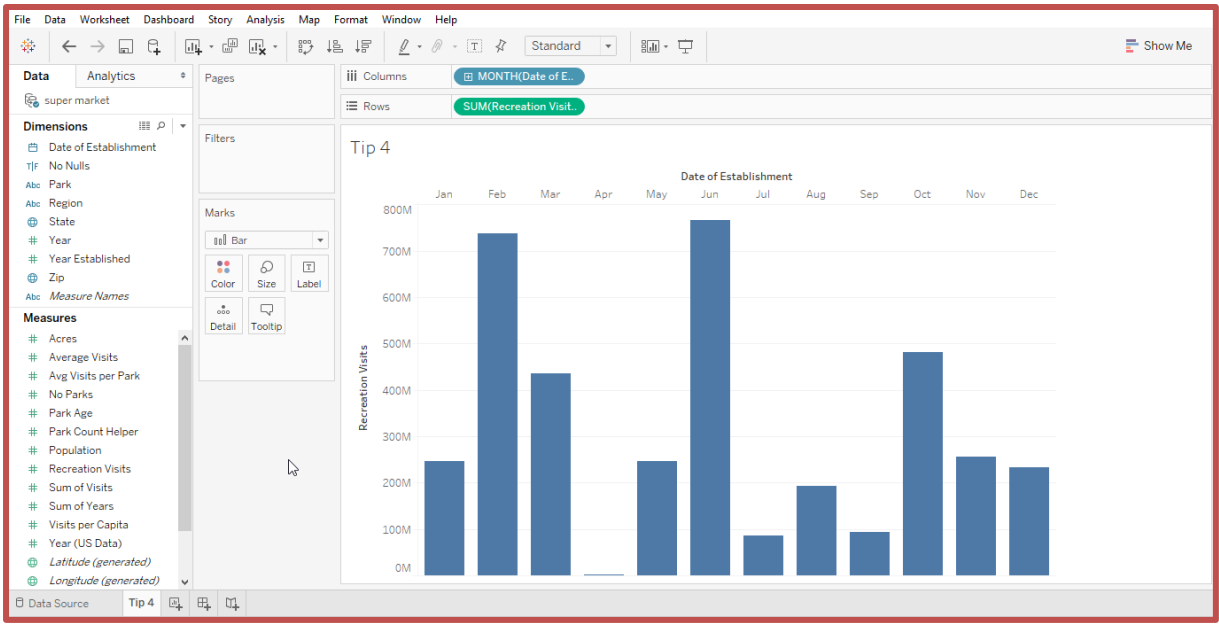 File Data Worksheet Dashboard Story Analysis Map Format Window Help
Standard
Show Me
Data Analytics
super market
Dimensions
Date of Establishment
T|F No Nulls
Abc Park
Abc Region
State
# Year
# Year Established
Zip
Abc Measure Names
Measures
# Acres
# Average Visits
# Avg Visits per Park
# No Parks
# Park Age
# Park Count Helper
# Population
# Recreation Visits
# Sum of Visits
# Sum of Years
# Visits per Capita
# Year (US Data)
Latitude (generated)
Longitude (generated)
Pages
Filters
Marks
Bar
Color Size Label
Detail Tooltip
Columns MONTH(Date of E..
Rows SUM(Recreation Visit..
Tip 4
Date of Establishment
Jan Feb Mar Apr May Jun Jul Aug Sep Oct Nov Dec
800M
700M
600M
500M
400M
300M
200M
100M
0M
Recreation Visits
Data Source Tip 4